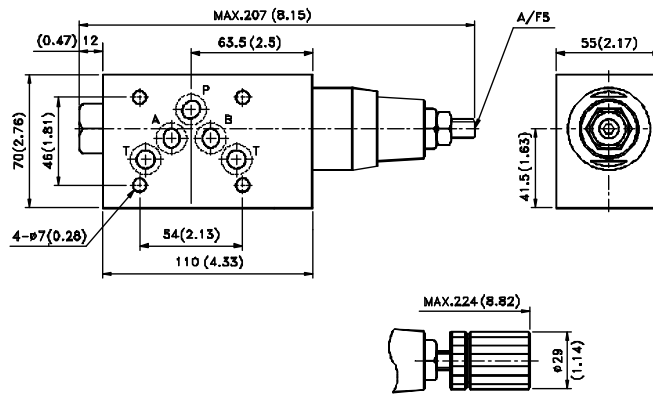 MAX.207 (8.15)
A/F5
(0.47) 12
63.5 (2.5)
55(2.17)
P
A
B
T
T
70(2.76)
46(1.81)
41.5(1.63)
4-ø7(0.28)
54(2.13)
110 (4.33)
MAX.224 (8.82)
ø29
(1.14)